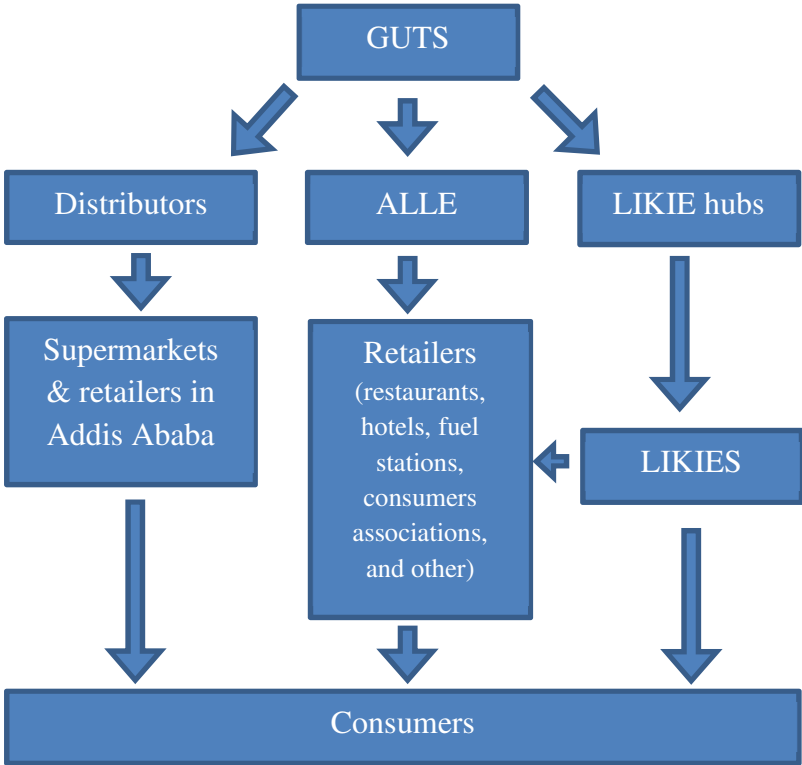 GUTS
Distributors
ALLE
LIKIE hubs
Supermarkets
& retailers in
Addis Ababa
Retailers
(restaurants,
hotels, fuel
stations,
consumers
associations,
and other)
LIKIES
Consumers